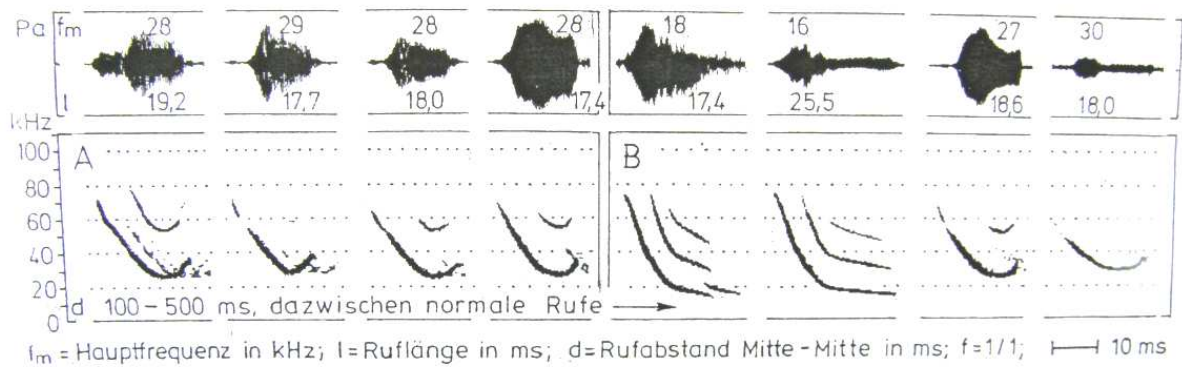 Pa fm 28 29 28 28 18 16 27 30
l 19,2 17,7 18,0 17,4 17,4 25,5 18,6 18,0
kHz
100 A B
80
60
40
20
d 100-500 ms, dazwischen normale Rufe
0
fm = Hauptfrequenz in kHz; l = Ruflänge in ms; d = Rufabstand Mitte-Mitte in ms; f=1/1; 10 ms